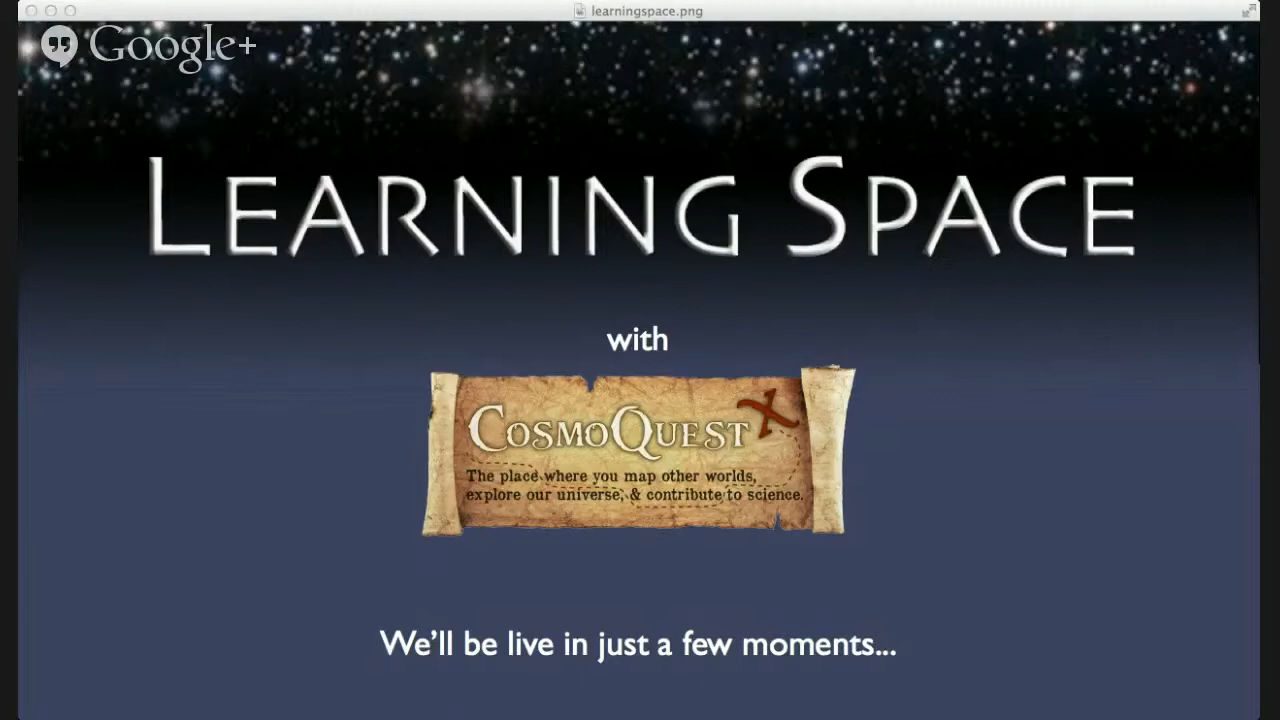 learningspace.png
Google+
LEARNING SPACE
with
COSMOQUEST X
The place where you map other worlds,
explore our universe, & contribute to science.
We'll be live in just a few moments...